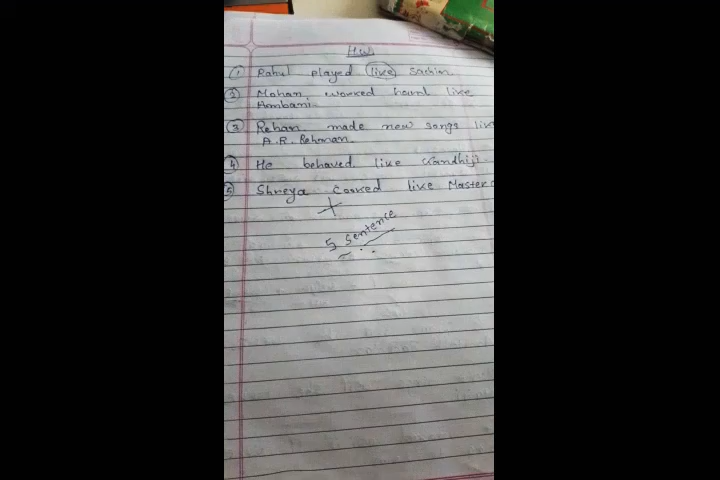 H.W.
① Rahul played like Sachin
② Mohan worked hard like
Ambani.
③ Rehan made new songs like
A.R. Rehman.
④ He behaved like Gandhiji.
⑤ Shreya cooked like Master
5 Sentence